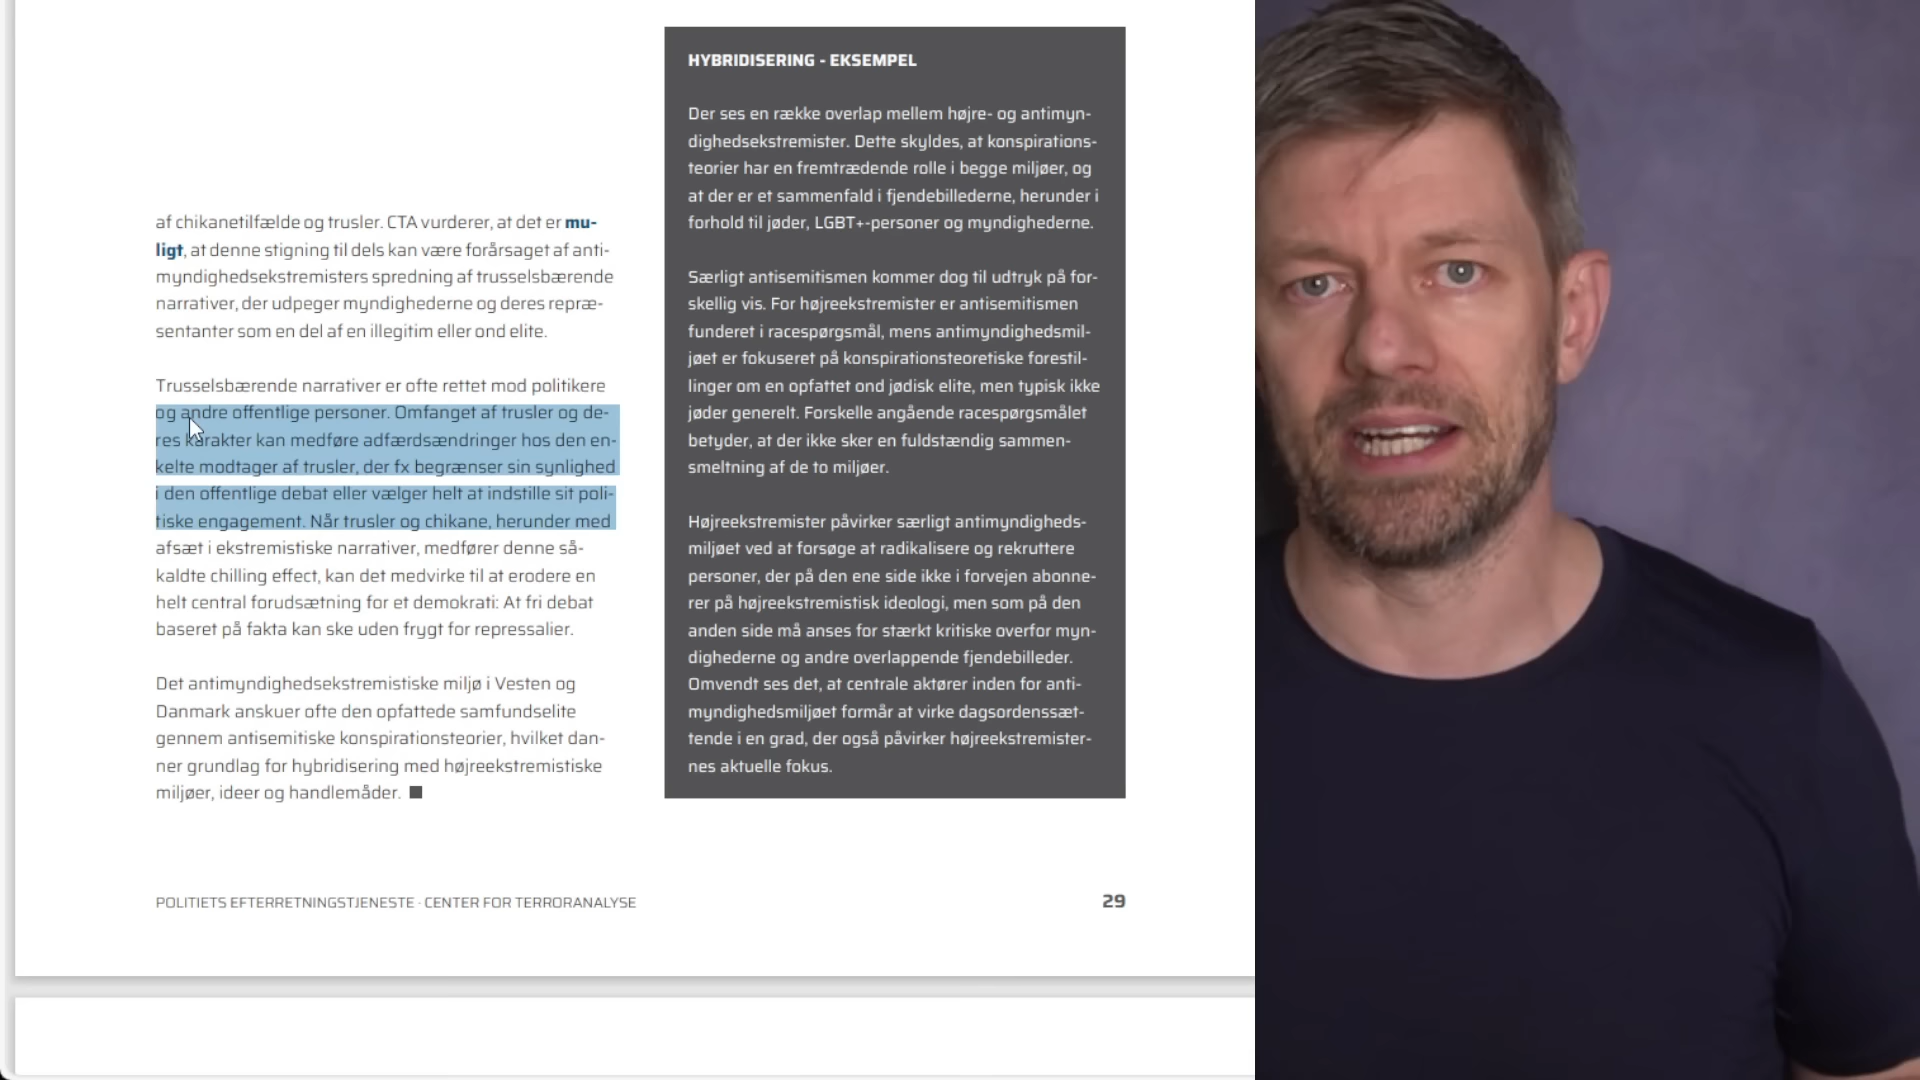 af chikanetilfælde og trusler. CTA vurderer, at det er mu-
ligt, at denne stigning til dels kan være forårsaget af anti-
myndighedsekstremisters spredning af trusselsbærende
narrativer, der udpeger myndighederne og deres repræ-
sentanter som en del af en illegitim eller ond elite.
Trusselsbærende narrativer er ofte rettet mod politikere
og andre offentlige personer. Omfanget af trusler og de-
res karakter kan medføre adfærdsændringer hos den en-
kelte modtager af trusler, der fx begrænser sin synlighed
i den offentlige debat eller vælger helt at indstille sit poli-
tiske engagement. Når trusler og chikane, herunder med
afsæt i ekstremistiske narrativer, medfører denne så-
kaldte chilling effect, kan det medvirke til at erodere en
helt central forudsætning for et demokrati: At fri debat
baseret på fakta kan ske uden frygt for repressalier.
Det antimyndighedsekstremistiske miljø i Vesten og
Danmark anskuer ofte den opfattede samfundselite
gennem antisemitiske konspirationsteorier, hvilket dan-
ner grundlag for hybridisering med højreekstremistiske
miljøer, ideer og handlemåder.
HYBRIDISERING - EKSEMPEL
Der ses en række overlap mellem højre- og antimyn-
dighedsekstremister. Dette skyldes, at konspirations-
teorier har en fremtrædende rolle i begge miljøer, og
at der er et sammenfald i fjendebillederne, herunder i
forhold til jøder, LGBT+-personer og myndighederne.
Særligt antisemitismen kommer dog til udtryk på for-
skellig vis. For højreekstremister er antisemitismen
funderet i racespørgsmål, mens antimyndighedsmil-
jøet er fokuseret på konspirationsteoretiske forestil-
linger om en opfattet ond jødisk elite, men typisk ikke
jøder generelt. Forskelle angående racespørgsmålet
betyder, at der ikke sker en fuldstændig sammen-
smeltning af de to miljøer.
Højreekstremister påvirker særligt antimyndigheds-
miljøet ved at forsøge at radikalisere og rekruttere
personer, der på den ene side ikke i forvejen abonne-
rer på højreekstremistisk ideologi, men som på den
anden side må anses for stærkt kritiske overfor myn-
dighederne og andre overlappende fjendebilleder.
Omvendt ses det, at centrale aktører inden for anti-
myndighedsmiljøet formår at virke dagsordenssæt-
tende i en grad, der også påvirker højreekstremister-
nes aktuelle fokus.
POLITIETS EFTERRETNINGSTJENESTE · CENTER FOR TERRORANALYSE
29